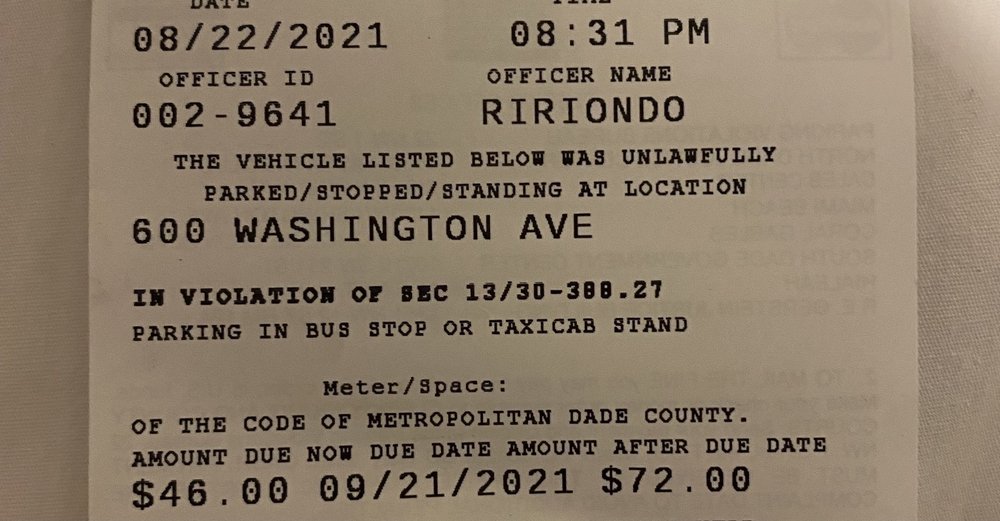 DATE TIME
08/22/2021 08:31 PM
OFFICER ID OFFICER NAME
002-9641 RIRIONDO
THE VEHICLE LISTED BELOW WAS UNLAWFULLY
PARKED/STOPPED/STANDING AT LOCATION
600 WASHINGTON AVE
IN VIOLATION OF SEC 13/30-388.27
PARKING IN BUS STOP OR TAXICAB STAND
Meter/Space:
OF THE CODE OF METROPOLITAN DADE COUNTY.
AMOUNT DUE NOW DUE DATE AMOUNT AFTER DUE DATE
$46.00 09/21/2021 $72.00